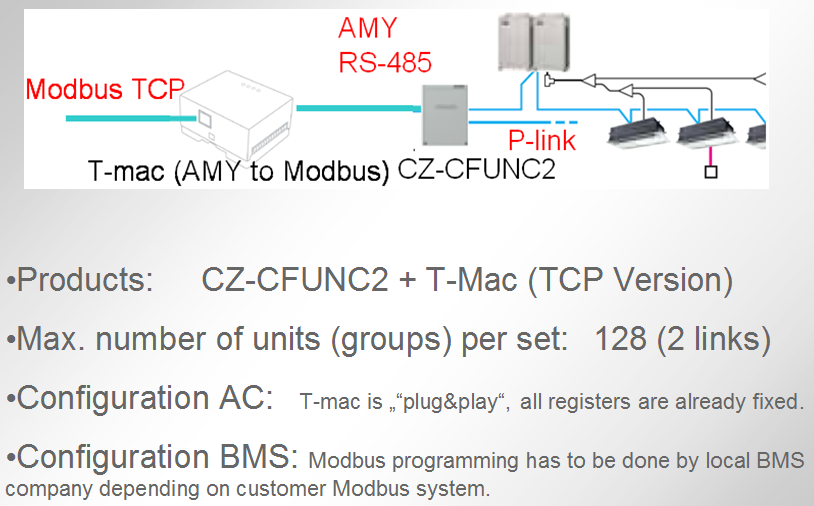 AMY
RS-485
Modbus TCP
P-link
T-mac (AMY to Modbus) CZ-CFUNC2
•Products: CZ-CFUNC2 + T-Mac (TCP Version)
•Max. number of units (groups) per set: 128 (2 links)
•Configuration AC: T-mac is „“plug&play“, all registers are already fixed.
•Configuration BMS: Modbus programming has to be done by local BMS
company depending on customer Modbus system.